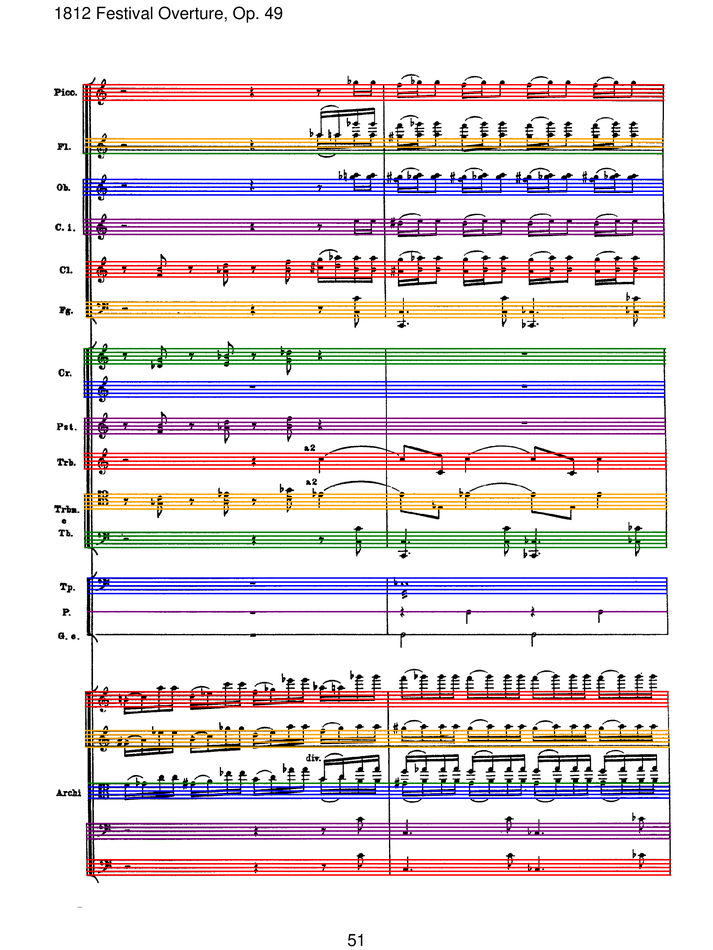 1812 Festival Overture, Op. 49
Picc.
Fl.
Ob.
C. i.
Cl.
Fg.
Cr.
Pst.
a2
Trb.
a2
Trbn.
e
Tb.
Tp.
P.
G. c.
div.
Archi
51